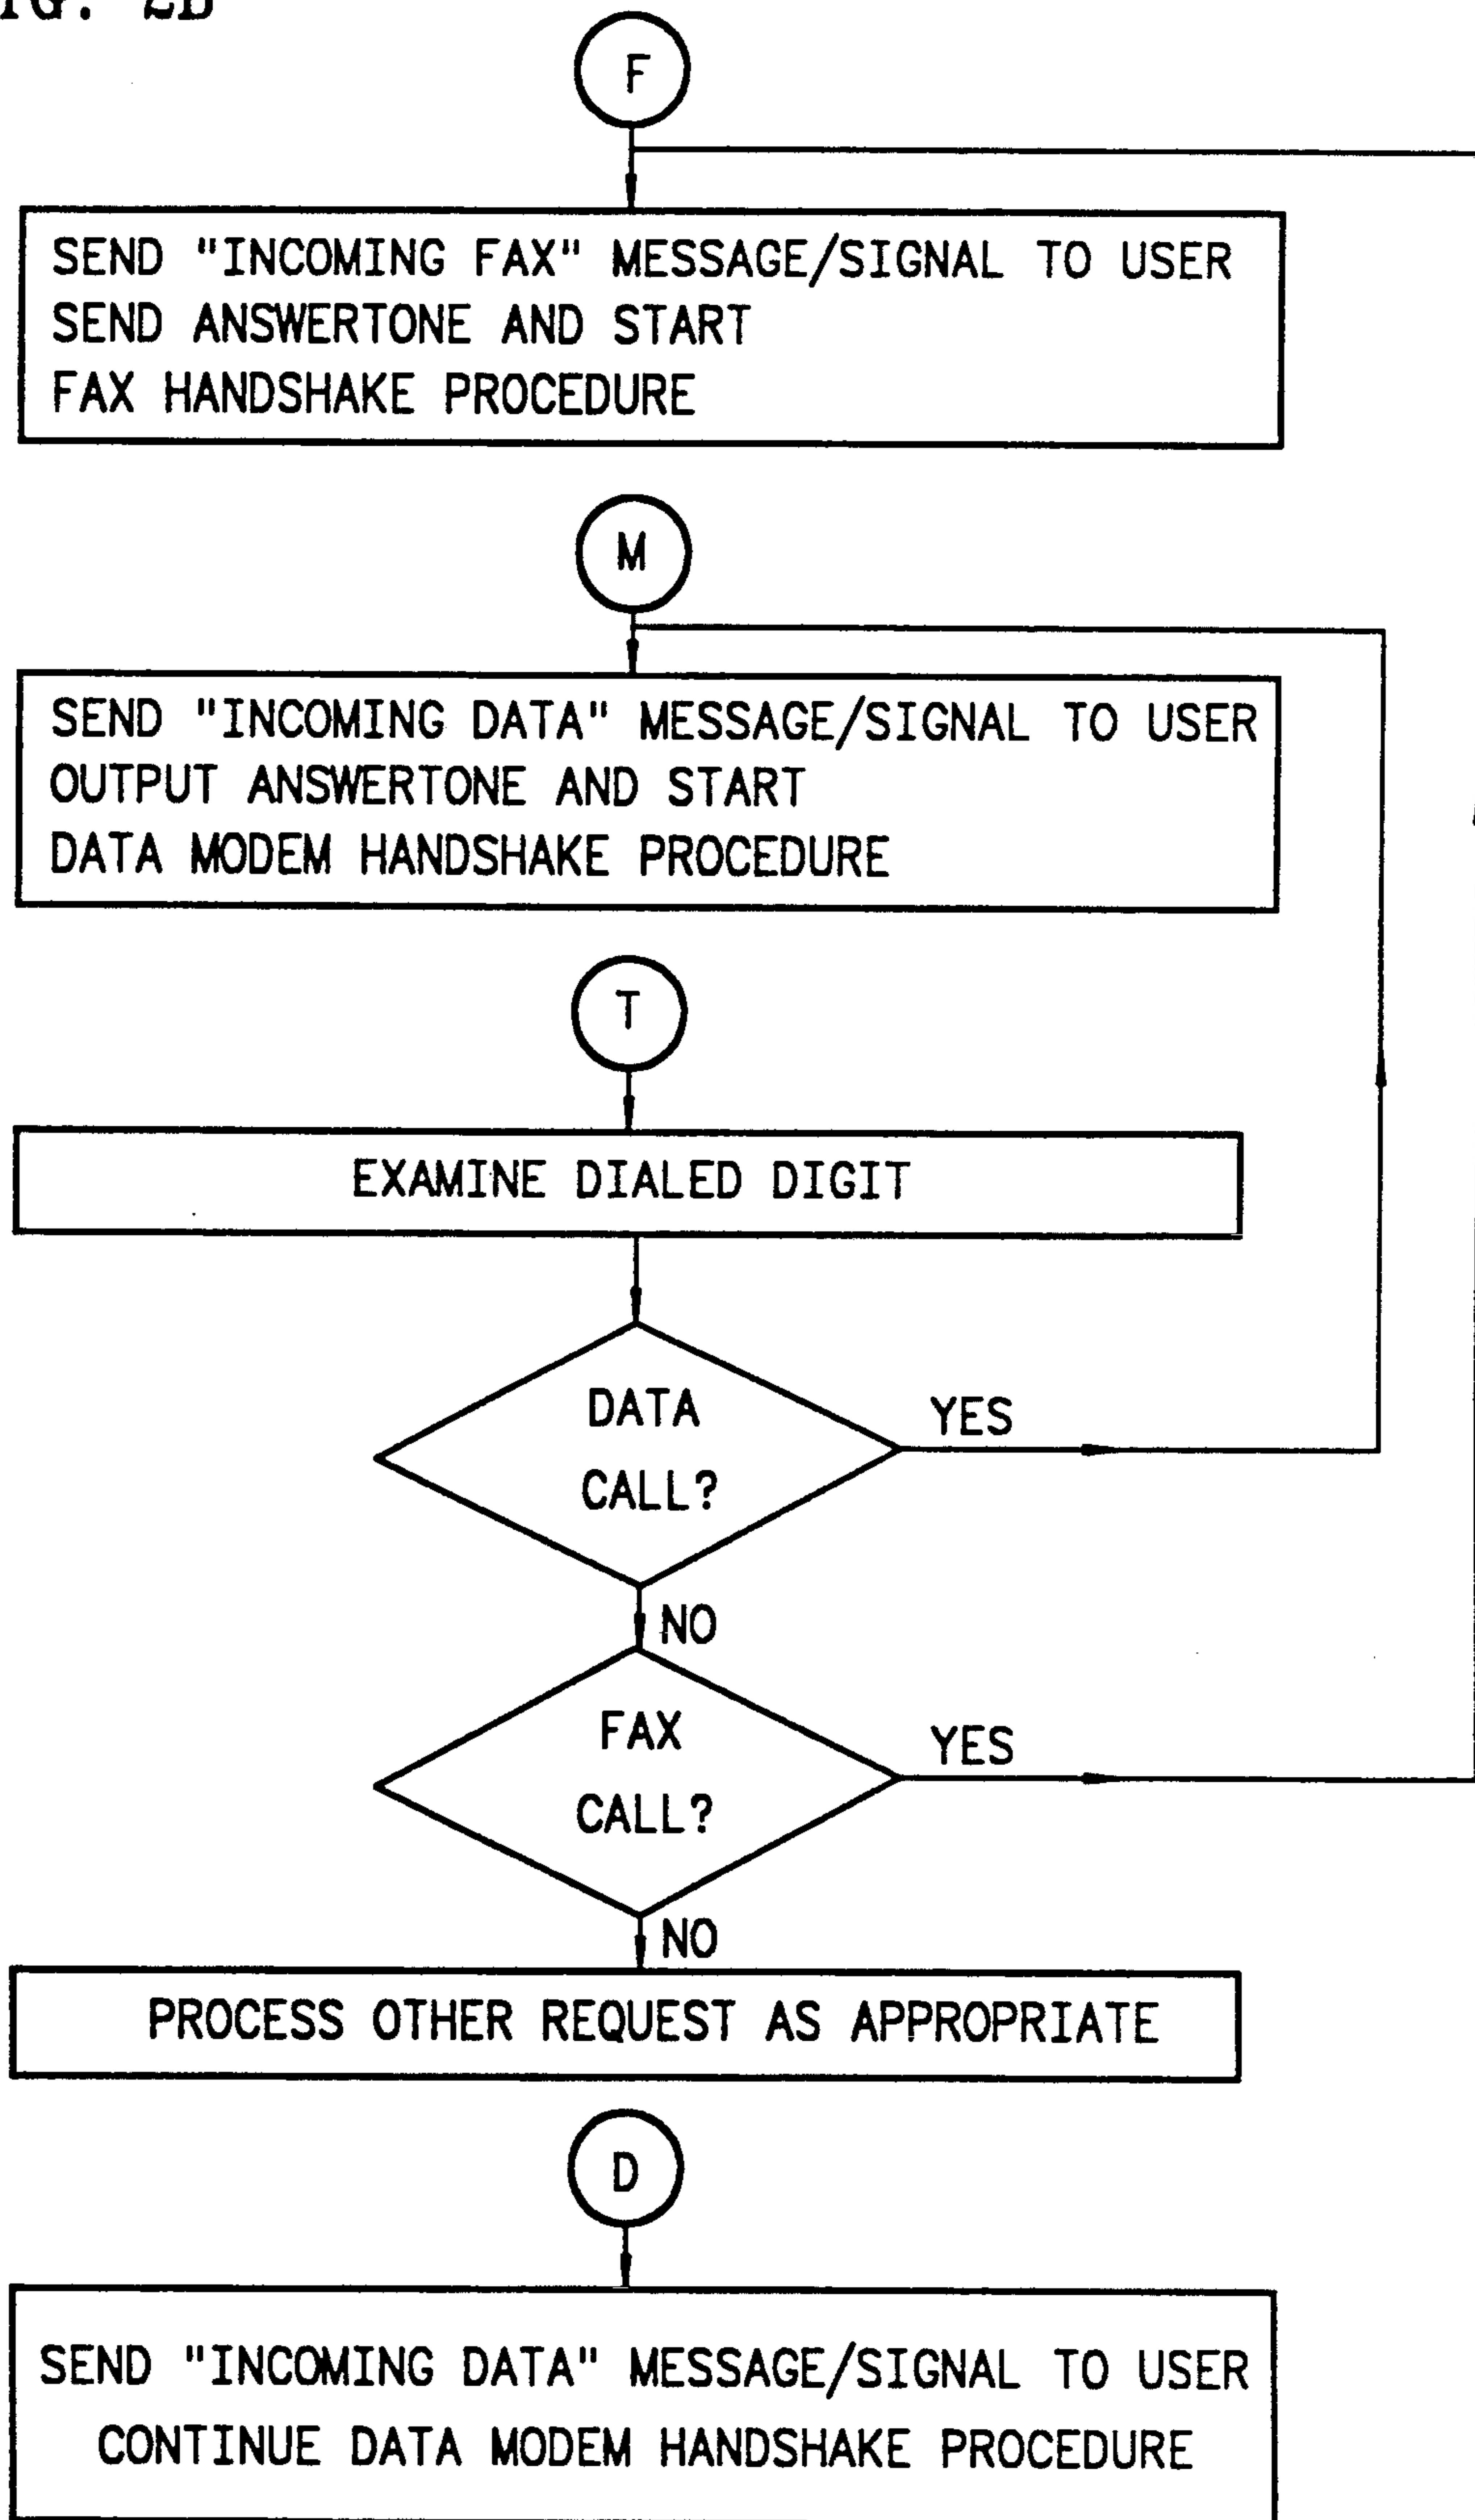 F
SEND "INCOMING FAX" MESSAGE/SIGNAL TO USER
SEND ANSWERTONE AND START
FAX HANDSHAKE PROCEDURE
M
SEND "INCOMING DATA" MESSAGE/SIGNAL TO USER
OUTPUT ANSWERTONE AND START
DATA MODEM HANDSHAKE PROCEDURE
T
EXAMINE DIALED DIGIT
DATA
CALL?
YES
NO
FAX
CALL?
YES
NO
PROCESS OTHER REQUEST AS APPROPRIATE
D
SEND "INCOMING DATA" MESSAGE/SIGNAL TO USER
CONTINUE DATA MODEM HANDSHAKE PROCEDURE